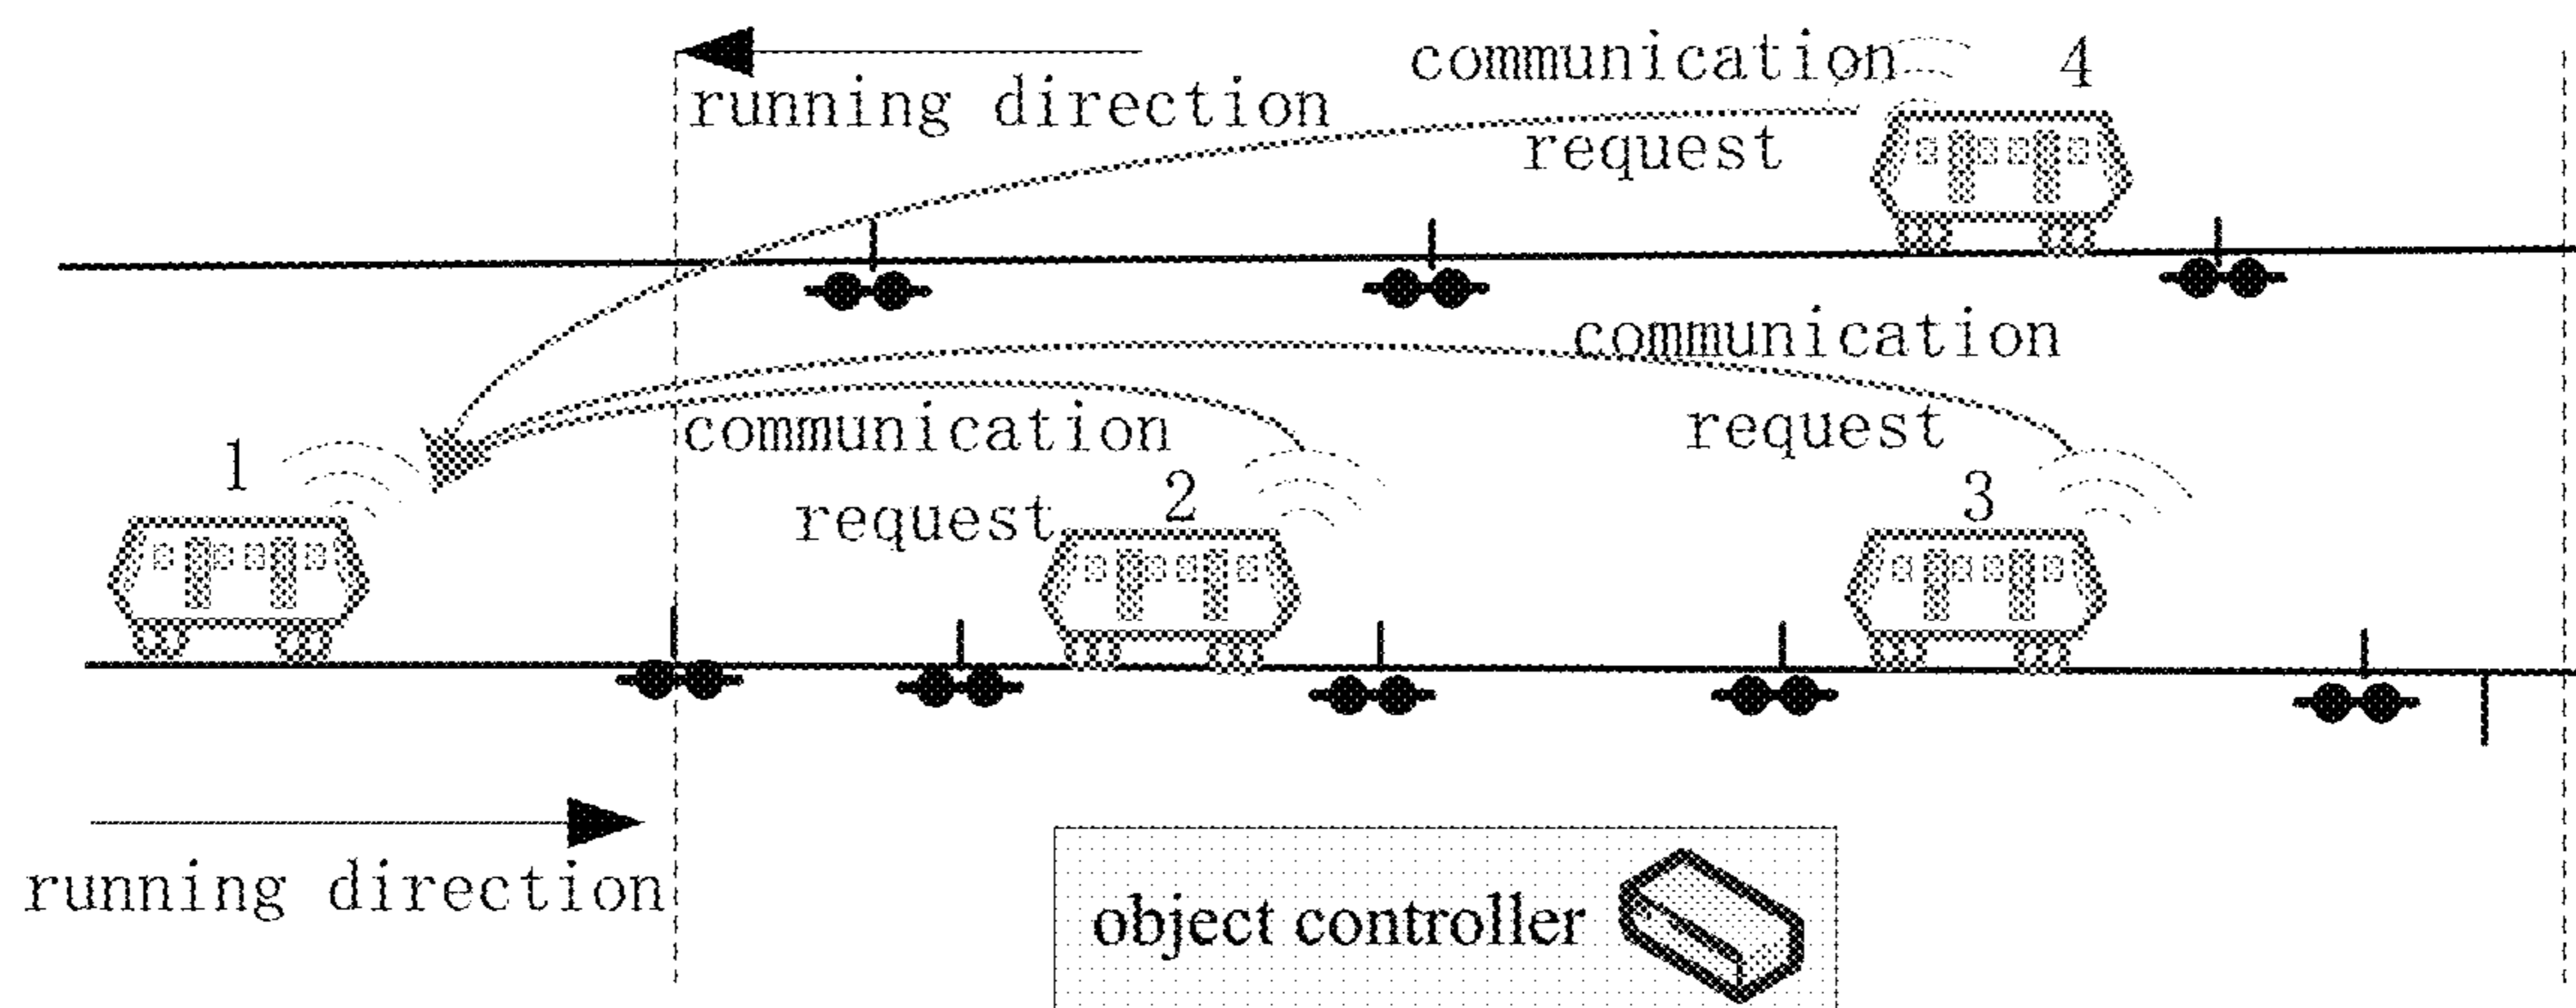 communication
4
running direction
request
communication
request
communication
request
1
2
3
running direction
object controller